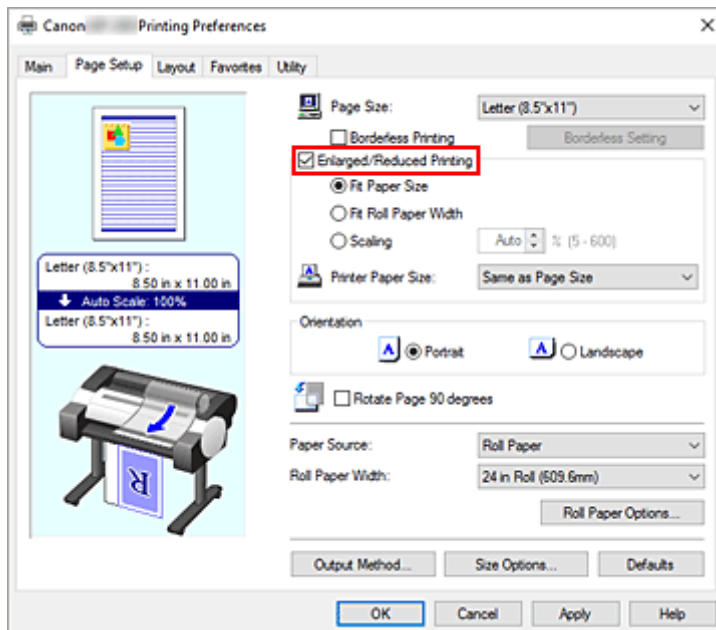 Canon Printing Preferences
Main Page Setup Layout Favorites Utility
Page Size: Letter (8.5"x11")
Borderless Printing Borderless Setting
Enlarged/Reduced Printing
Fit Paper Size
Fit Roll Paper Width
Scaling Auto % (5 - 600)
Printer Paper Size: Same as Page Size
Letter (8.5"x11") :
8.50 in x 11.00 in
Auto Scale: 100%
Letter (8.5"x11") :
8.50 in x 11.00 in
Orientation
A Portrait A Landscape
Rotate Page 90 degrees
Paper Source: Roll Paper
Roll Paper Width: 24 in Roll (609.6mm)
Roll Paper Options...
R
Output Method... Size Options... Defaults
OK Cancel Apply Help